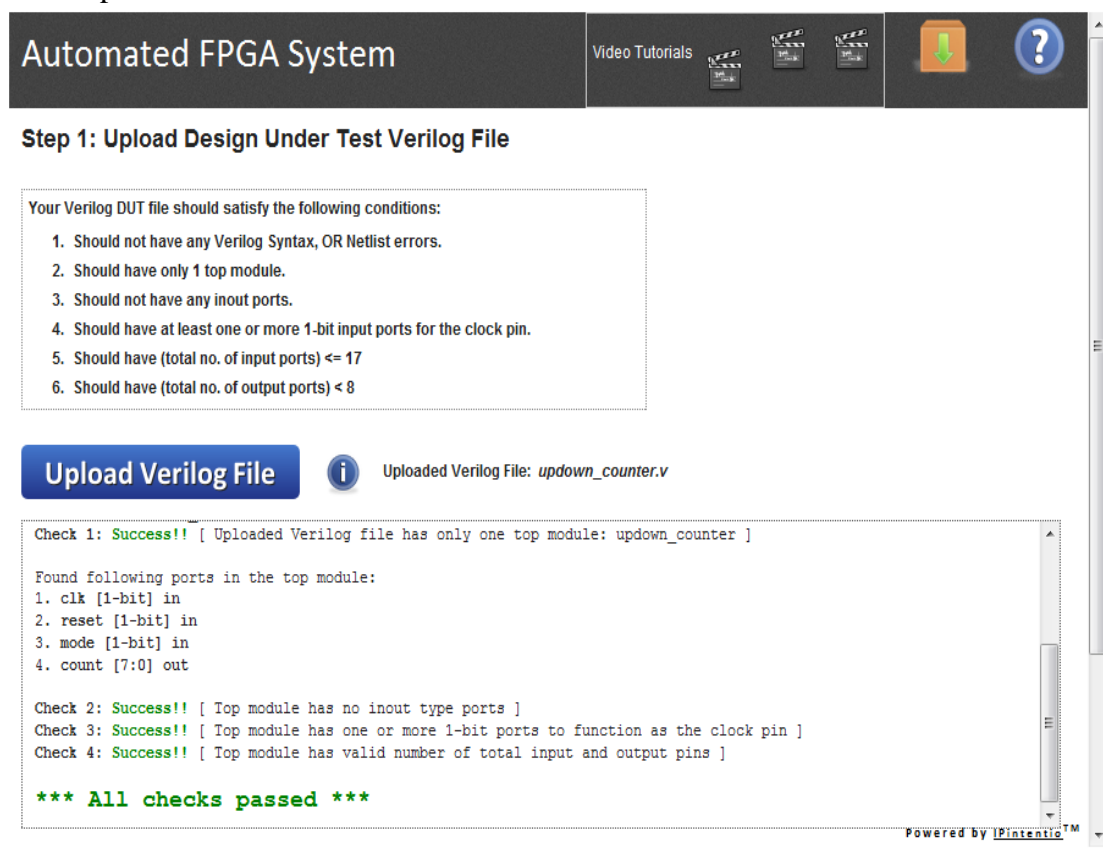 Automated FPGA System
Video Tutorials
Step 1: Upload Design Under Test Verilog File
Your Verilog DUT file should satisfy the following conditions:
1. Should not have any Verilog Syntax, OR Netlist errors.
2. Should have only 1 top module.
3. Should not have any inout ports.
4. Should have at least one or more 1-bit input ports for the clock pin.
5. Should have (total no. of input ports) <= 17
6. Should have (total no. of output ports) < 8
Upload Verilog File
Uploaded Verilog File: updown_counter.v
Check 1: Success!! [ Uploaded Verilog file has only one top module: updown_counter ]
Found following ports in the top module:
1. clk [1-bit] in
2. reset [1-bit] in
3. mode [1-bit] in
4. count [7:0] out
Check 2: Success!! [ Top module has no inout type ports ]
Check 3: Success!! [ Top module has one or more 1-bit ports to function as the clock pin ]
Check 4: Success!! [ Top module has valid number of total input and output pins ]
*** All checks passed ***
Powered by IPintentio TM